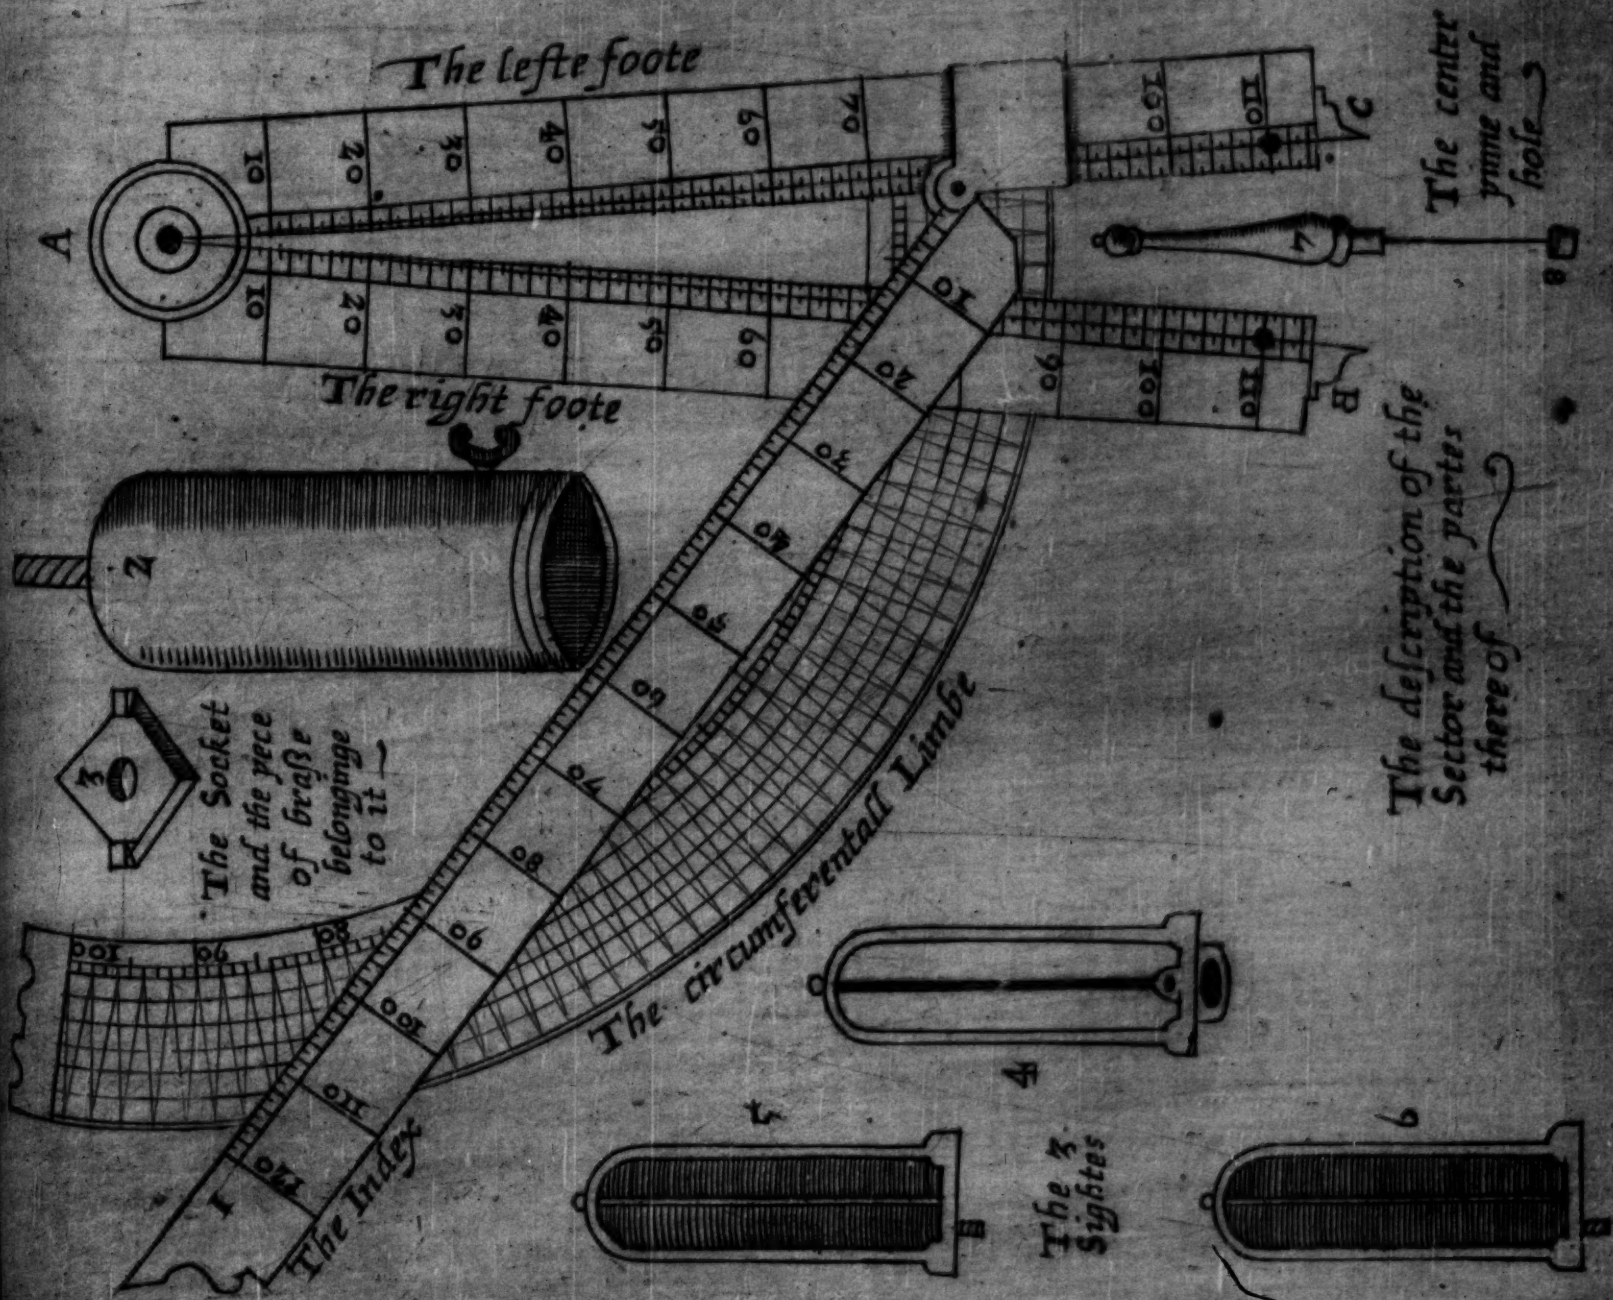 The lefte foote
10 20 30 40 50 60 70 100 110
C
A
10 20 30 40 50 60 90 100 110
B
The right foote
The center
pinne and
hole
7
8
The description of the
Sector and the partes
thereof
2
3
The Socket
and the piece
of braße
belonginge
to it
100 90 80
10 20 30 40 50 60 70 80 90 100 110 120
1
The Index
The circumferentall Limbe
4
5
The 3
Sightes
6